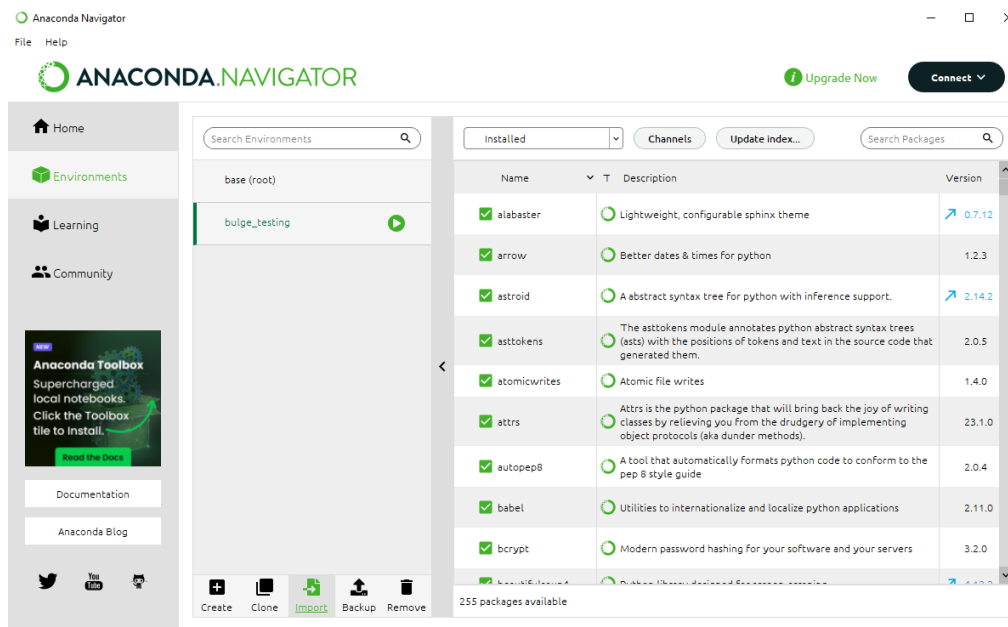 Anaconda Navigator
File Help
ANACONDA.NAVIGATOR
i Upgrade Now
Connect
Home
Environments
Learning
Community
NEW
Anaconda Toolbox
Supercharged
local notebooks.
Click the Toolbox
tile to Install.
Read the Docs
Documentation
Anaconda Blog
You
Tube
Search Environments
base (root)
bulge_testing
Create Clone Import Backup Remove
Installed Channels Update index... Search Packages
Name T Description Version
alabaster Lightweight, configurable sphinx theme 0.7.12
arrow Better dates & times for python 1.2.3
astroid A abstract syntax tree for python with inference support. 2.14.2
The asttokens module annotates python abstract syntax trees
asttokens (asts) with the positions of tokens and text in the source code that 2.0.5
generated them.
atomicwrites Atomic file writes 1.4.0
Attrs is the python package that will bring back the joy of writing
attrs classes by relieving you from the drudgery of implementing 23.1.0
object protocols (aka dunder methods).
autopep8 A tool that automatically formats python code to conform to the 2.0.4
pep 8 style guide
babel Utilities to internationalize and localize python applications 2.11.0
bcrypt Modern password hashing for your software and your servers 3.2.0
255 packages available